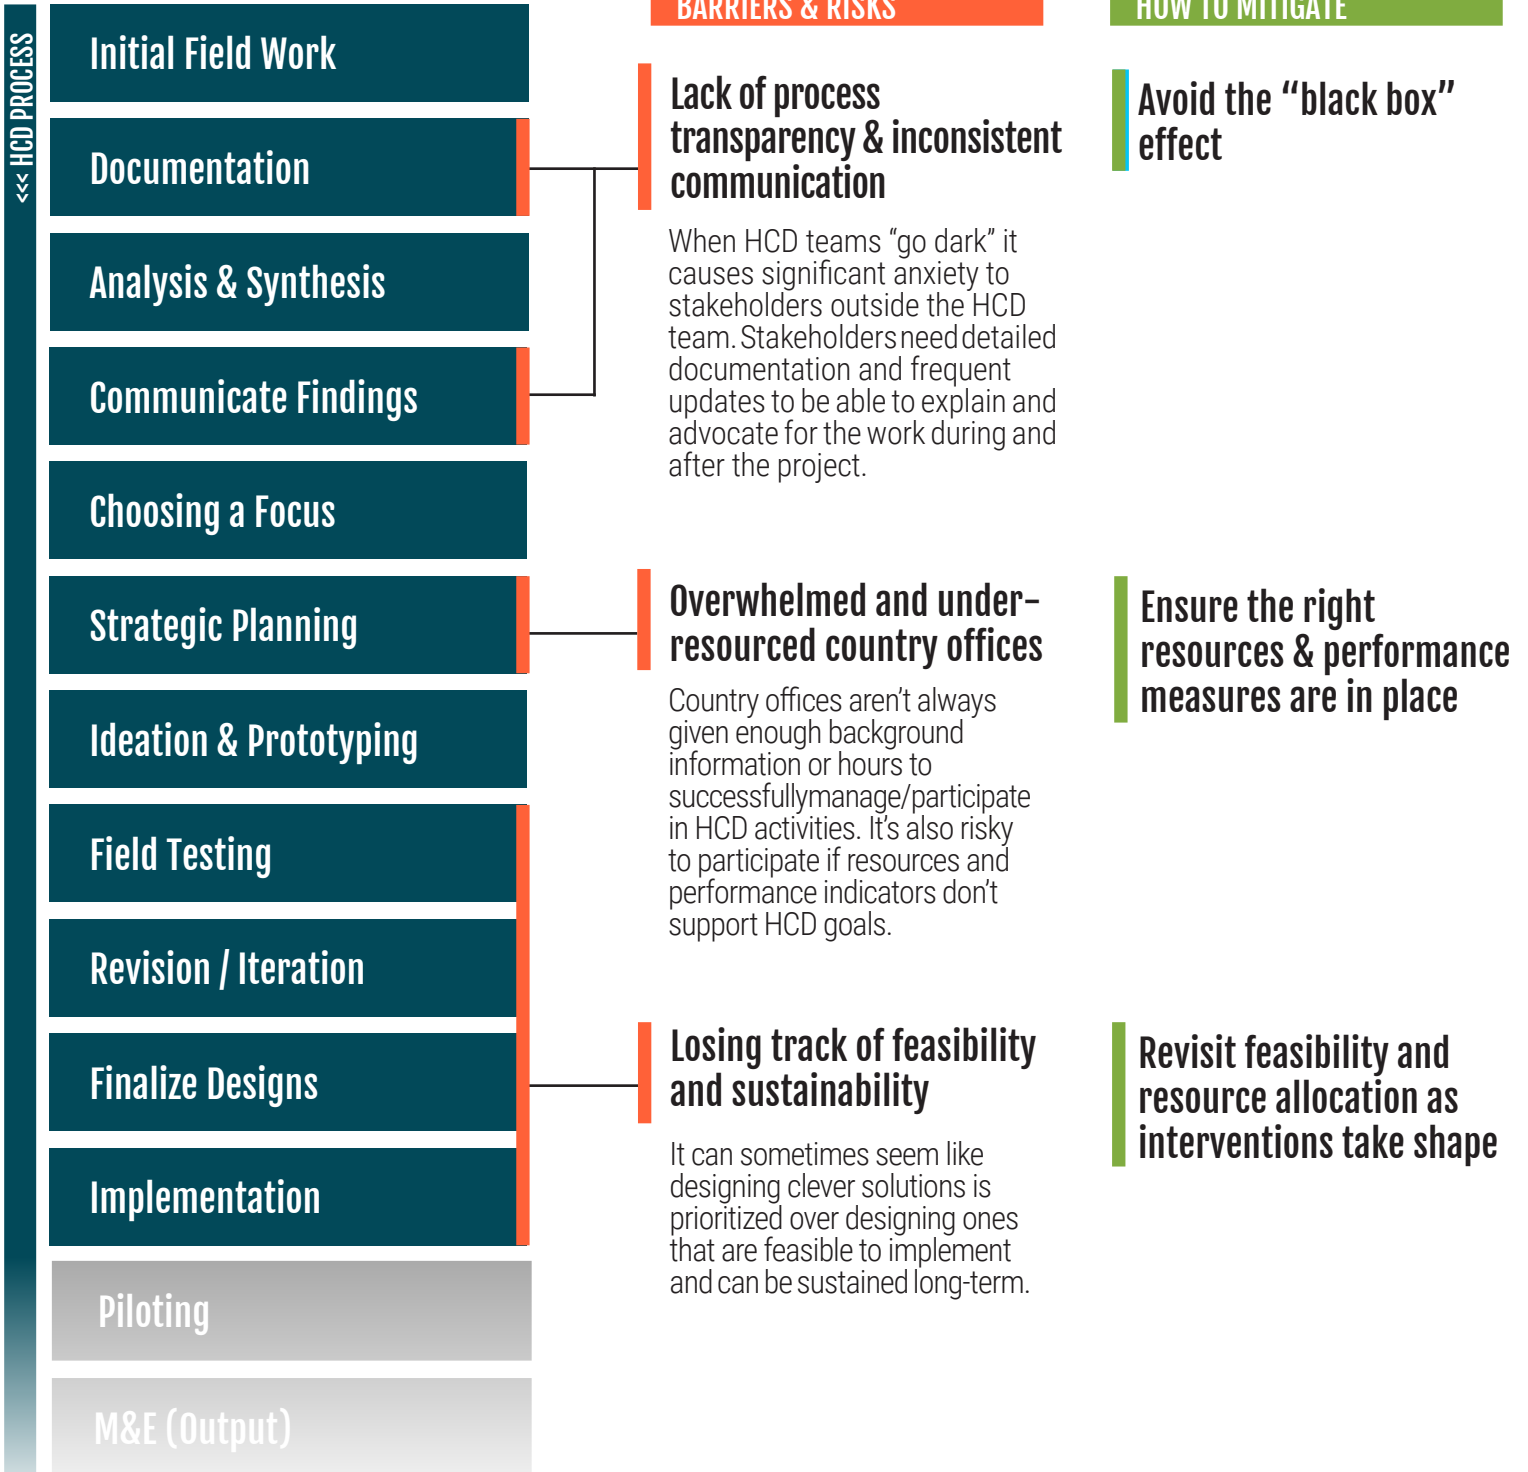 <<< HCD PROCESS
Initial Field Work
Documentation
Analysis & Synthesis
Communicate Findings
Choosing a Focus
Strategic Planning
Ideation & Prototyping
Field Testing
Revision / Iteration
Finalize Designs
Implementation
Piloting
M&E (Output)
BARRIERS & RISKS
Lack of process
transparency & inconsistent
communication
When HCD teams “go dark” it
causes significant anxiety to
stakeholders outside the HCD
team. Stakeholders need detailed
documentation and frequent
updates to be able to explain and
advocate for the work during and
after the project.
Overwhelmed and under-
resourced country offices
Country offices aren’t always
given enough background
information or hours to
successfullymanage/participate
in HCD activities. It’s also risky
to participate if resources and
performance indicators don’t
support HCD goals.
Losing track of feasibility
and sustainability
It can sometimes seem like
designing clever solutions is
prioritized over designing ones
that are feasible to implement
and can be sustained long-term.
HOW TO MITIGATE
Avoid the “black box”
effect
Ensure the right
resources & performance
measures are in place
Revisit feasibility and
resource allocation as
interventions take shape